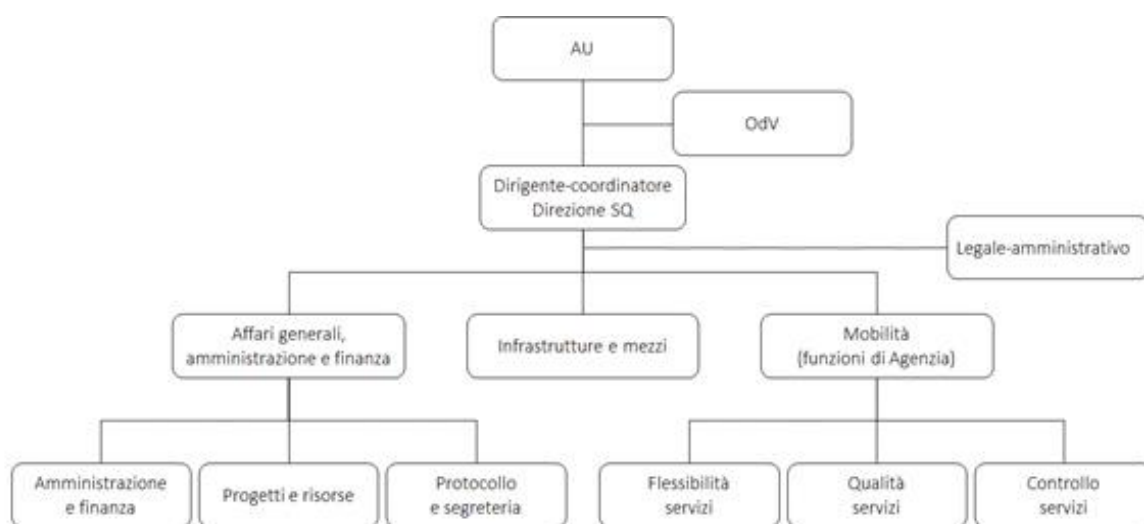 AU
OdV
Dirigente-coordinatore
Direzione SQ
Legale-amministrativo
Affari generali,
amministrazione e finanza
Infrastrutture e mezzi
Mobilità
(funzioni di Agenzia)
Amministrazione
e finanza
Progetti e risorse
Protocollo
e segreteria
Flessibilità
servizi
Qualità
servizi
Controllo
servizi